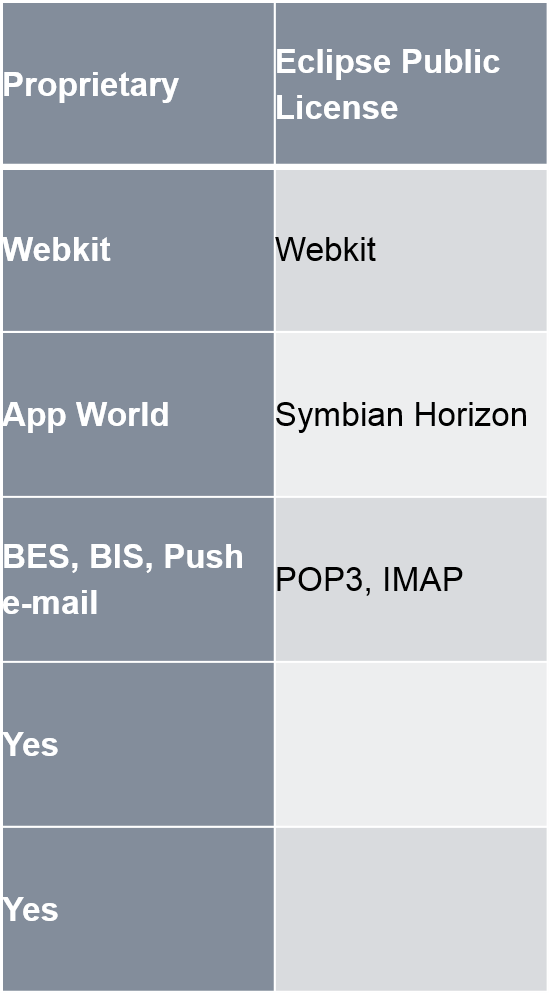 Proprietary
Eclipse Public
License
Webkit
Webkit
App World
Symbian Horizon
BES, BIS, Push
e-mail
POP3, IMAP
Yes
Yes